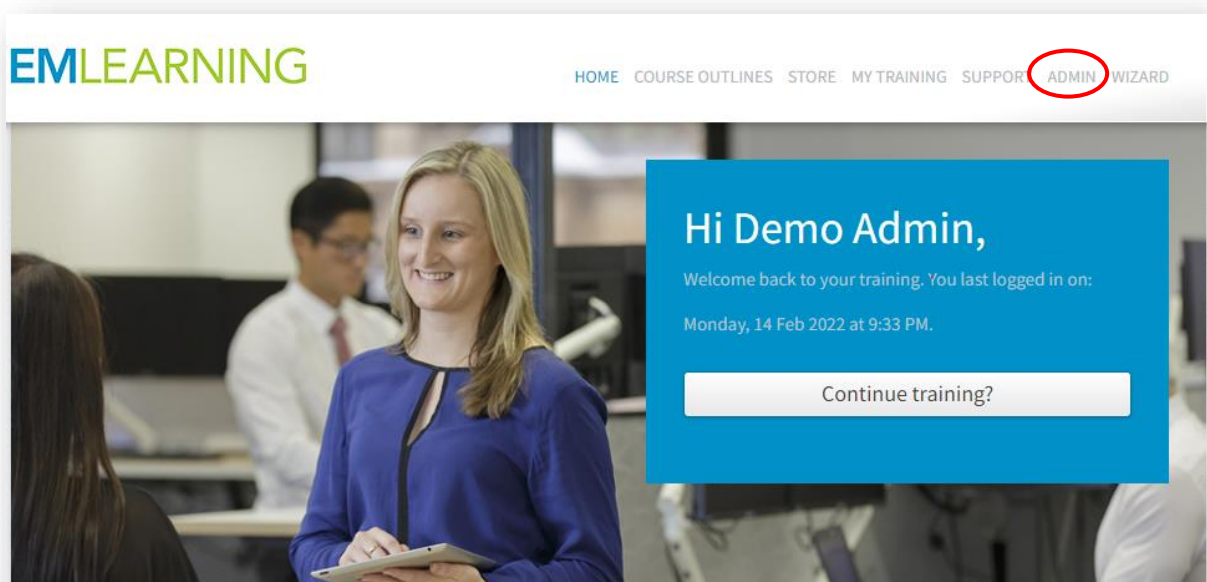 EMLEARNING
HOME COURSE OUTLINES STORE MY TRAINING SUPPORT ADMIN WIZARD
Hi Demo Admin,
Welcome back to your training. You last logged in on:
Monday, 14 Feb 2022 at 9:33 PM.
Continue training?